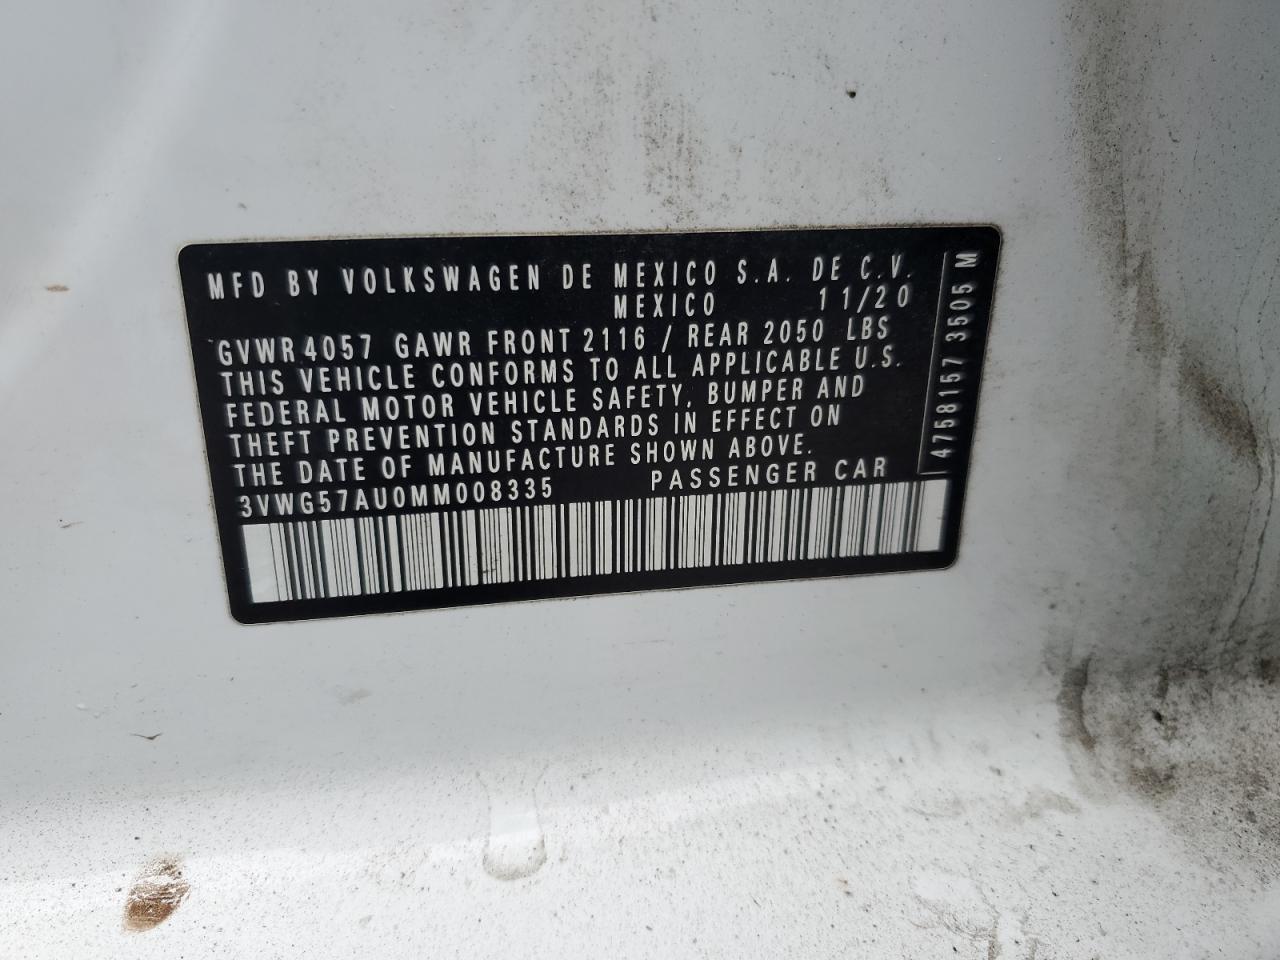 MFD BY VOLKSWAGEN DE MEXICO S.A. DE C.V.
MEXICO 11/20
GVWR 4057 GAWR FRONT 2116 / REAR 2050 LBS
THIS VEHICLE CONFORMS TO ALL APPLICABLE U.S.
FEDERAL MOTOR VEHICLE SAFETY, BUMPER AND
THEFT PREVENTION STANDARDS IN EFFECT ON
THE DATE OF MANUFACTURE SHOWN ABOVE.
3VWG57AU0MM008335 PASSENGER CAR
4758157 3505 M